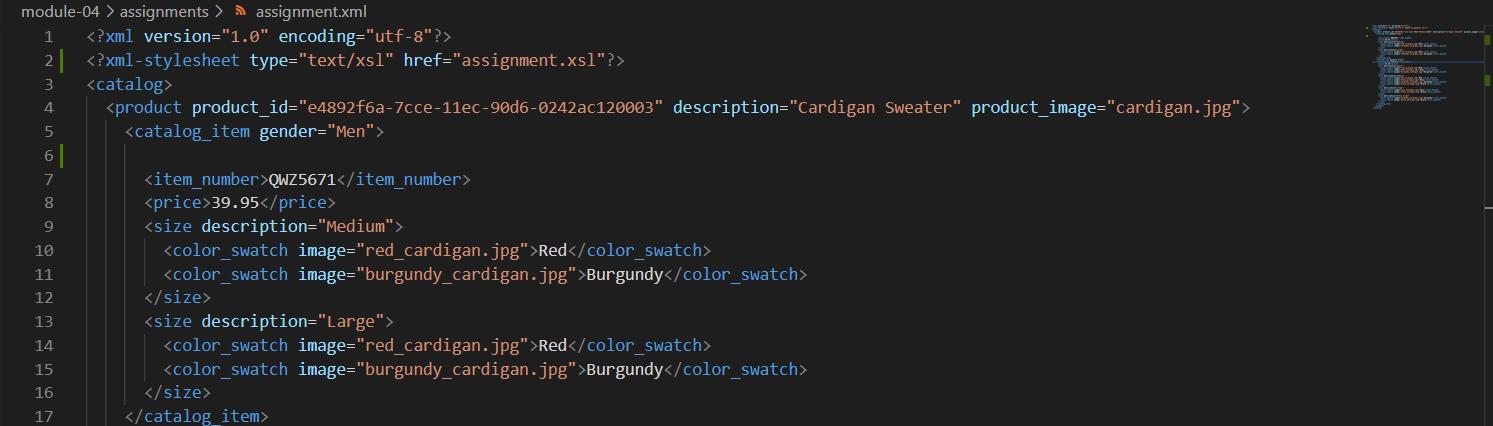 module-04 > assignments > assignment.xml
1 <?xml version="1.0" encoding="utf-8"?>
2 <?xml-stylesheet type="text/xsl" href="assignment.xsl"?>
3 <catalog>
4 <product product_id="e4892f6a-7cce-11ec-90d6-0242ac120003" description="Cardigan Sweater" product_image="cardigan.jpg">
5 <catalog_item gender="Men">
6
7 <item_number>QWZ5671</item_number>
8 <price>39.95</price>
9 <size description="Medium">
10 <color_swatch image="red_cardigan.jpg">Red</color_swatch>
11 <color_swatch image="burgundy_cardigan.jpg">Burgundy</color_swatch>
12 </size>
13 <size description="Large">
14 <color_swatch image="red_cardigan.jpg">Red</color_swatch>
15 <color_swatch image="burgundy_cardigan.jpg">Burgundy</color_swatch>
16 </size>
17 </catalog_item>